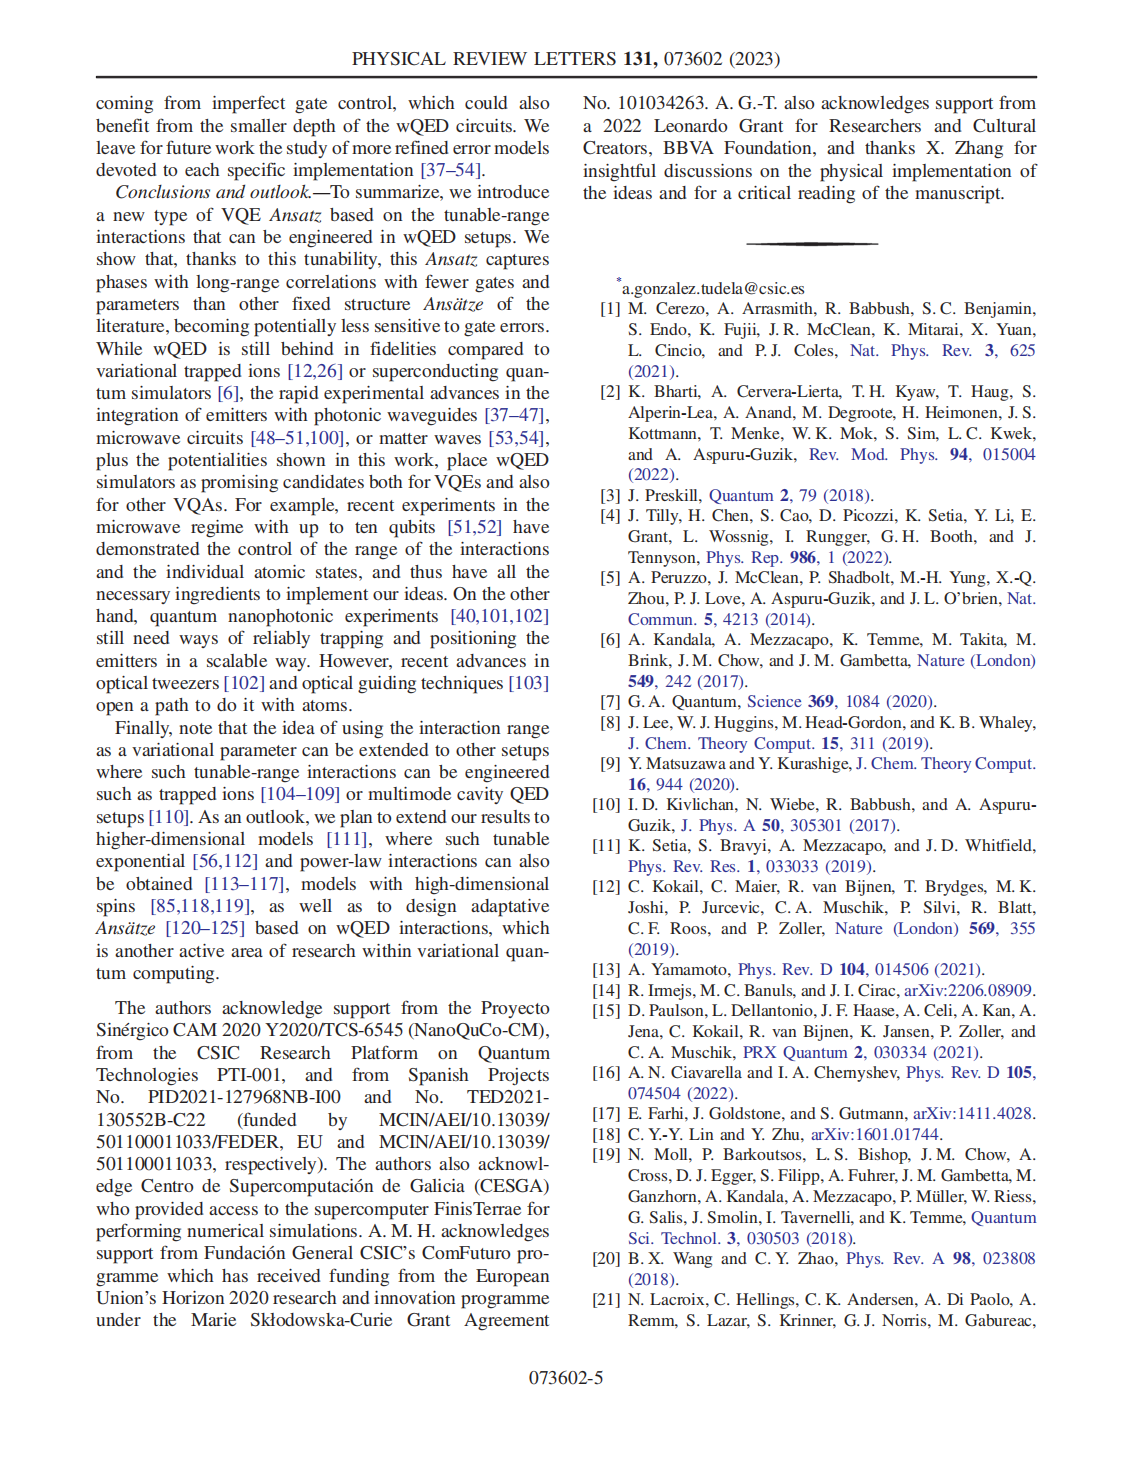 PHYSICAL REVIEW LETTERS 131, 073602 (2023)
coming from imperfect gate control, which could also
benefit from the smaller depth of the wQED circuits. We
leave for future work the study of more refined error models
devoted to each specific implementation [37–54].
Conclusions and outlook.—To summarize, we introduce
a new type of VQE Ansatz based on the tunable-range
interactions that can be engineered in wQED setups. We
show that, thanks to this tunability, this Ansatz captures
phases with long-range correlations with fewer gates and
parameters than other fixed structure Ansätze of the
literature, becoming potentially less sensitive to gate errors.
While wQED is still behind in fidelities compared to
variational trapped ions [12,26] or superconducting quan-
tum simulators [6], the rapid experimental advances in the
integration of emitters with photonic waveguides [37–47],
microwave circuits [48–51,100], or matter waves [53,54],
plus the potentialities shown in this work, place wQED
simulators as promising candidates both for VQEs and also
for other VQAs. For example, recent experiments in the
microwave regime with up to ten qubits [51,52] have
demonstrated the control of the range of the interactions
and the individual atomic states, and thus have all the
necessary ingredients to implement our ideas. On the other
hand, quantum nanophotonic experiments [40,101,102]
still need ways of reliably trapping and positioning the
emitters in a scalable way. However, recent advances in
optical tweezers [102] and optical guiding techniques [103]
open a path to do it with atoms.
Finally, note that the idea of using the interaction range
as a variational parameter can be extended to other setups
where such tunable-range interactions can be engineered
such as trapped ions [104–109] or multimode cavity QED
setups [110]. As an outlook, we plan to extend our results to
higher-dimensional models [111], where such tunable
exponential [56,112] and power-law interactions can also
be obtained [113–117], models with high-dimensional
spins [85,118,119], as well as to design adaptative
Ansätze [120–125] based on wQED interactions, which
is another active area of research within variational quan-
tum computing.
The authors acknowledge support from the Proyecto
Sinérgico CAM 2020 Y2020/TCS-6545 (NanoQuCo-CM),
from the CSIC Research Platform on Quantum
Technologies PTI-001, and from Spanish Projects
No. PID2021-127968NB-I00 and No. TED2021-
130552B-C22 (funded by MCIN/AEI/10.13039/
501100011033/FEDER, EU and MCIN/AEI/10.13039/
501100011033, respectively). The authors also acknowl-
edge Centro de Supercomputación de Galicia (CESGA)
who provided access to the supercomputer FinisTerrae for
performing numerical simulations. A. M. H. acknowledges
support from Fundación General CSIC's ComFuturo pro-
gramme which has received funding from the European
Union's Horizon 2020 research and innovation programme
under the Marie Skłodowska-Curie Grant Agreement
No. 101034263. A. G.-T. also acknowledges support from
a 2022 Leonardo Grant for Researchers and Cultural
Creators, BBVA Foundation, and thanks X. Zhang for
insightful discussions on the physical implementation of
the ideas and for a critical reading of the manuscript.
*a.gonzalez.tudela@csic.es
[1] M. Cerezo, A. Arrasmith, R. Babbush, S. C. Benjamin,
S. Endo, K. Fujii, J. R. McClean, K. Mitarai, X. Yuan,
L. Cincio, and P. J. Coles, Nat. Phys. Rev. 3, 625
(2021).
[2] K. Bharti, A. Cervera-Lierta, T. H. Kyaw, T. Haug, S.
Alperin-Lea, A. Anand, M. Degroote, H. Heimonen, J. S.
Kottmann, T. Menke, W. K. Mok, S. Sim, L. C. Kwek,
and A. Aspuru-Guzik, Rev. Mod. Phys. 94, 015004
(2022).
[3] J. Preskill, Quantum 2, 79 (2018).
[4] J. Tilly, H. Chen, S. Cao, D. Picozzi, K. Setia, Y. Li, E.
Grant, L. Wossnig, I. Rungger, G. H. Booth, and J.
Tennyson, Phys. Rep. 986, 1 (2022).
[5] A. Peruzzo, J. McClean, P. Shadbolt, M.-H. Yung, X.-Q.
Zhou, P. J. Love, A. Aspuru-Guzik, and J. L. O'brien, Nat.
Commun. 5, 4213 (2014).
[6] A. Kandala, A. Mezzacapo, K. Temme, M. Takita, M.
Brink, J. M. Chow, and J. M. Gambetta, Nature (London)
549, 242 (2017).
[7] G. A. Quantum, Science 369, 1084 (2020).
[8] J. Lee, W. J. Huggins, M. Head-Gordon, and K. B. Whaley,
J. Chem. Theory Comput. 15, 311 (2019).
[9] Y. Matsuzawa and Y. Kurashige, J. Chem. Theory Comput.
16, 944 (2020).
[10] I. D. Kivlichan, N. Wiebe, R. Babbush, and A. Aspuru-
Guzik, J. Phys. A 50, 305301 (2017).
[11] K. Setia, S. Bravyi, A. Mezzacapo, and J. D. Whitfield,
Phys. Rev. Res. 1, 033033 (2019).
[12] C. Kokail, C. Maier, R. van Bijnen, T. Brydges, M. K.
Joshi, P. Jurcevic, C. A. Muschik, P. Silvi, R. Blatt,
C. F. Roos, and P. Zoller, Nature (London) 569, 355
(2019).
[13] A. Yamamoto, Phys. Rev. D 104, 014506 (2021).
[14] R. Irmejs, M. C. Banuls, and J. I. Cirac, arXiv:2206.08909.
[15] D. Paulson, L. Dellantonio, J. F. Haase, A. Celi, A. Kan, A.
Jena, C. Kokail, R. van Bijnen, K. Jansen, P. Zoller, and
C. A. Muschik, PRX Quantum 2, 030334 (2021).
[16] A. N. Ciavarella and I. A. Chernyshev, Phys. Rev. D 105,
074504 (2022).
[17] E. Farhi, J. Goldstone, and S. Gutmann, arXiv:1411.4028.
[18] C. Y.-Y. Lin and Y. Zhu, arXiv:1601.01744.
[19] N. Moll, P. Barkoutsos, L. S. Bishop, J. M. Chow, A.
Cross, D. J. Egger, S. Filipp, A. Fuhrer, J. M. Gambetta, M.
Ganzhorn, A. Kandala, A. Mezzacapo, P. Müller, W. Riess,
G. Salis, J. Smolin, I. Tavernelli, and K. Temme, Quantum
Sci. Technol. 3, 030503 (2018).
[20] B. X. Wang and C. Y. Zhao, Phys. Rev. A 98, 023808
(2018).
[21] N. Lacroix, C. Hellings, C. K. Andersen, A. Di Paolo, A.
Remm, S. Lazar, S. Krinner, G. J. Norris, M. Gabureac,
073602-5